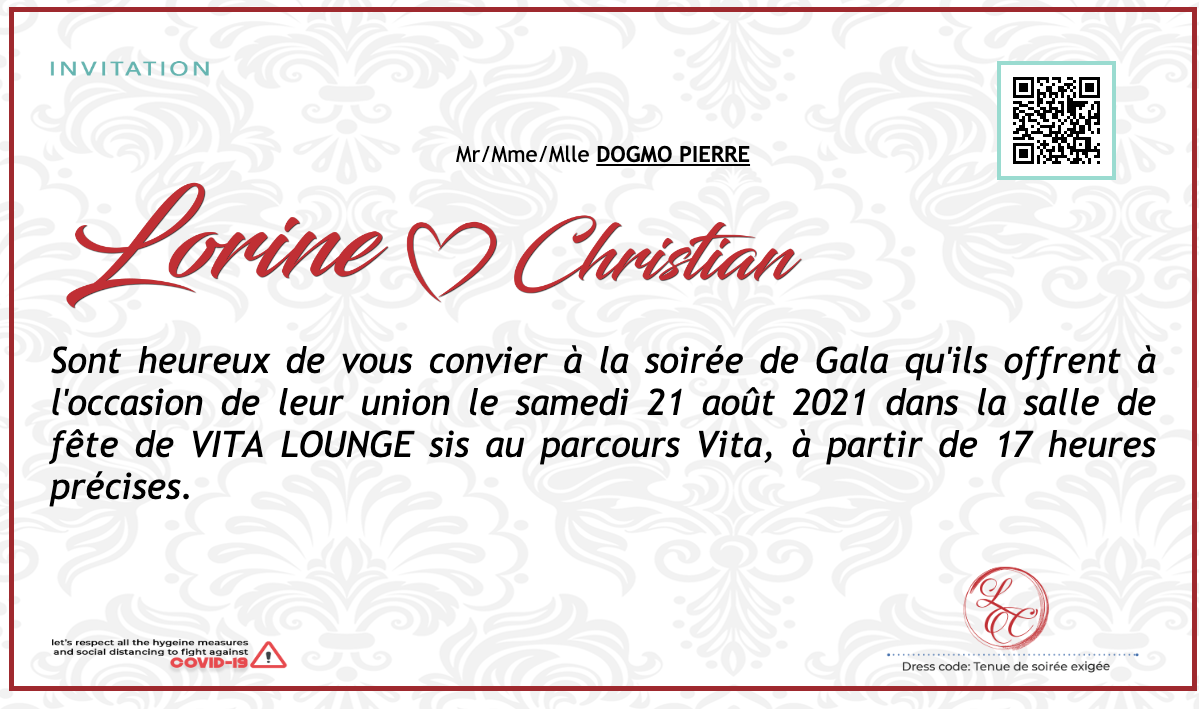 INVITATION
Mr/Mme/Mlle DOGMO PIERRE
Lorine Christian
Sont heureux de vous convier à la soirée de Gala qu'ils offrent à
l'occasion de leur union le samedi 21 août 2021 dans la salle de
fête de VITA LOUNGE sis au parcours Vita, à partir de 17 heures
précises.
let's respect all the hygeine measures
and social distancing to fight against
COVID-19 !
L&C
Dress code: Tenue de soirée exigée